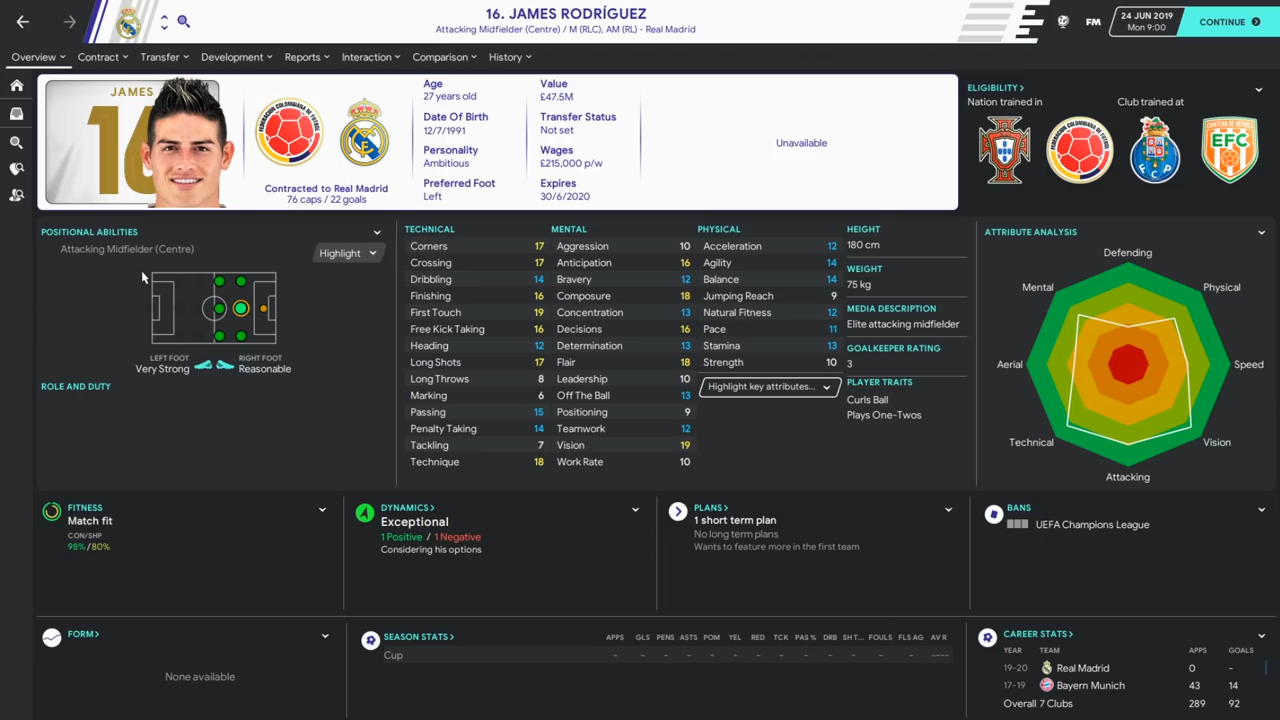 16. JAMES RODRÍGUEZ
Attacking Midfielder (Centre) / M (RLC), AM (RL) - Real Madrid
FM
24 JUN 2019
Mon 9:00
CONTINUE
Overview
Contract
Transfer
Development
Reports
Interaction
Comparison
History
JAMES
16
Contracted to Real Madrid
76 caps / 22 goals
Age
27 years old
Date Of Birth
12/7/1991
Personality
Ambitious
Preferred Foot
Left
Value
£47.5M
Transfer Status
Not set
Wages
£215,000 p/w
Expires
30/6/2020
Unavailable
ELIGIBILITY
Nation trained in
Club trained at
EFC
POSITIONAL ABILITIES
Attacking Midfielder (Centre)
Highlight
LEFT FOOT
Very Strong
RIGHT FOOT
Reasonable
ROLE AND DUTY
TECHNICAL
Corners 17
Crossing 17
Dribbling 14
Finishing 16
First Touch 19
Free Kick Taking 16
Heading 12
Long Shots 17
Long Throws 8
Marking 6
Passing 15
Penalty Taking 14
Tackling 7
Technique 18
MENTAL
Aggression 10
Anticipation 16
Bravery 12
Composure 18
Concentration 13
Decisions 16
Determination 13
Flair 18
Leadership 10
Off The Ball 13
Positioning 9
Teamwork 12
Vision 19
Work Rate 10
PHYSICAL
Acceleration 12
Agility 14
Balance 14
Jumping Reach 9
Natural Fitness 12
Pace 11
Stamina 13
Strength 10
Highlight key attributes...
HEIGHT
180 cm
WEIGHT
75 kg
MEDIA DESCRIPTION
Elite attacking midfielder
GOALKEEPER RATING
3
PLAYER TRAITS
Curls Ball
Plays One-Twos
ATTRIBUTE ANALYSIS
Defending
Mental
Physical
Aerial
Speed
Technical
Vision
Attacking
FITNESS
Match fit
CON/SHP
98%/80%
DYNAMICS
Exceptional
1 Positive / 1 Negative
Considering his options
PLANS
1 short term plan
No long term plans
Wants to feature more in the first team
BANS
UEFA Champions League
FORM
None available
SEASON STATS
APPS GLS PENS ASTS POM YEL RED TCK PAS % DRB SH T... FOULS FLS AG AV R
Cup - - - - - - - - - - - - - ----
CAREER STATS
YEAR TEAM APPS GOALS
19-20 Real Madrid 0 -
17-19 Bayern Munich 43 14
Overall 7 Clubs 289 92